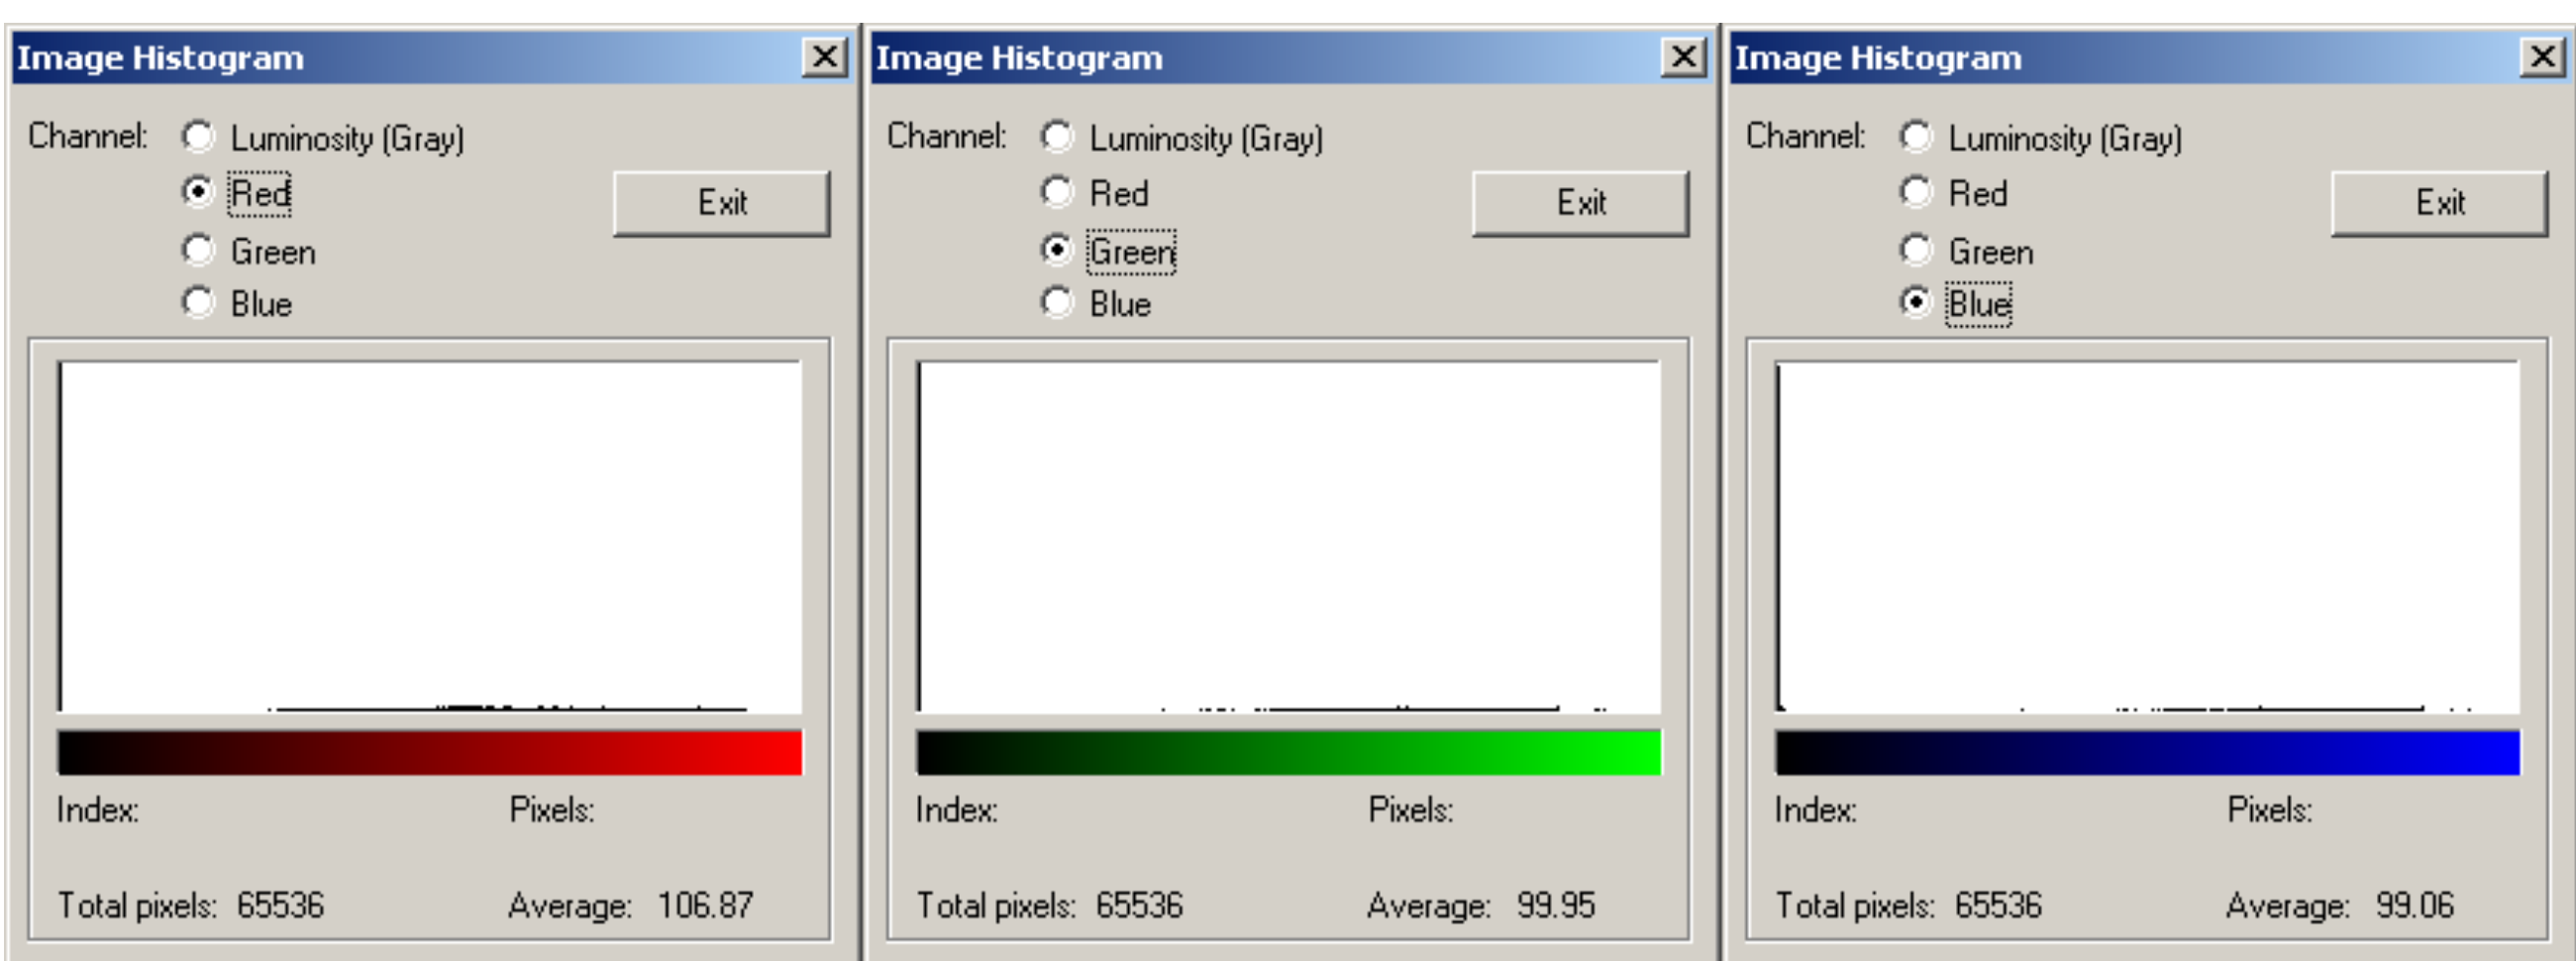 Image Histogram
Channel: Luminosity (Gray)
Red
Exit
Green
Blue
Index: Pixels:
Total pixels: 65536 Average: 106.87
Image Histogram
Channel: Luminosity (Gray)
Red
Exit
Green
Blue
Index: Pixels:
Total pixels: 65536 Average: 99.95
Image Histogram
Channel: Luminosity (Gray)
Red
Exit
Green
Blue
Index: Pixels:
Total pixels: 65536 Average: 99.06